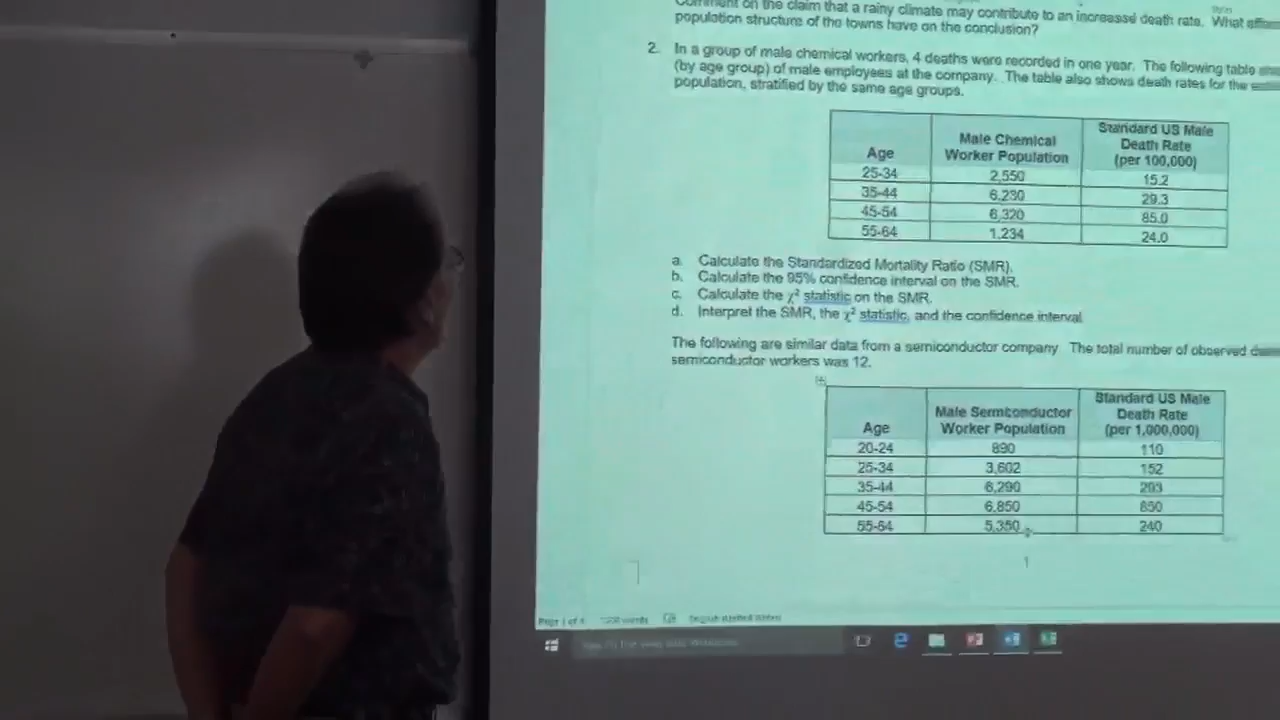 Comment on the claim that a rainy climate may contribute to an increased death rate. What
population structure of the towns have on the conclusion?
2. In a group of male chemical workers, 4 deaths were recorded in one year. The following table
(by age group) of male employees at the company. The table also shows death rates for the
population, stratified by the same age groups.
Age Male Chemical Worker Population Standard US Male Death Rate (per 100,000)
25-34 2,550 15.2
35-44 6,230 29.3
45-54 6,320 85.0
55-64 1,234 24.0
a. Calculate the Standardized Mortality Ratio (SMR).
b. Calculate the 95% confidence interval on the SMR.
c. Calculate the χ² statistic on the SMR.
d. Interpret the SMR, the χ² statistic, and the confidence interval
The following are similar data from a semiconductor company The total number of observed
semiconductor workers was 12.
Age Male Semiconductor Worker Population Standard US Male Death Rate (per 1,000,000)
20-24 890 110
25-34 3,602 152
35-44 6,290 293
45-54 6,850 850
55-64 5,350 240
1